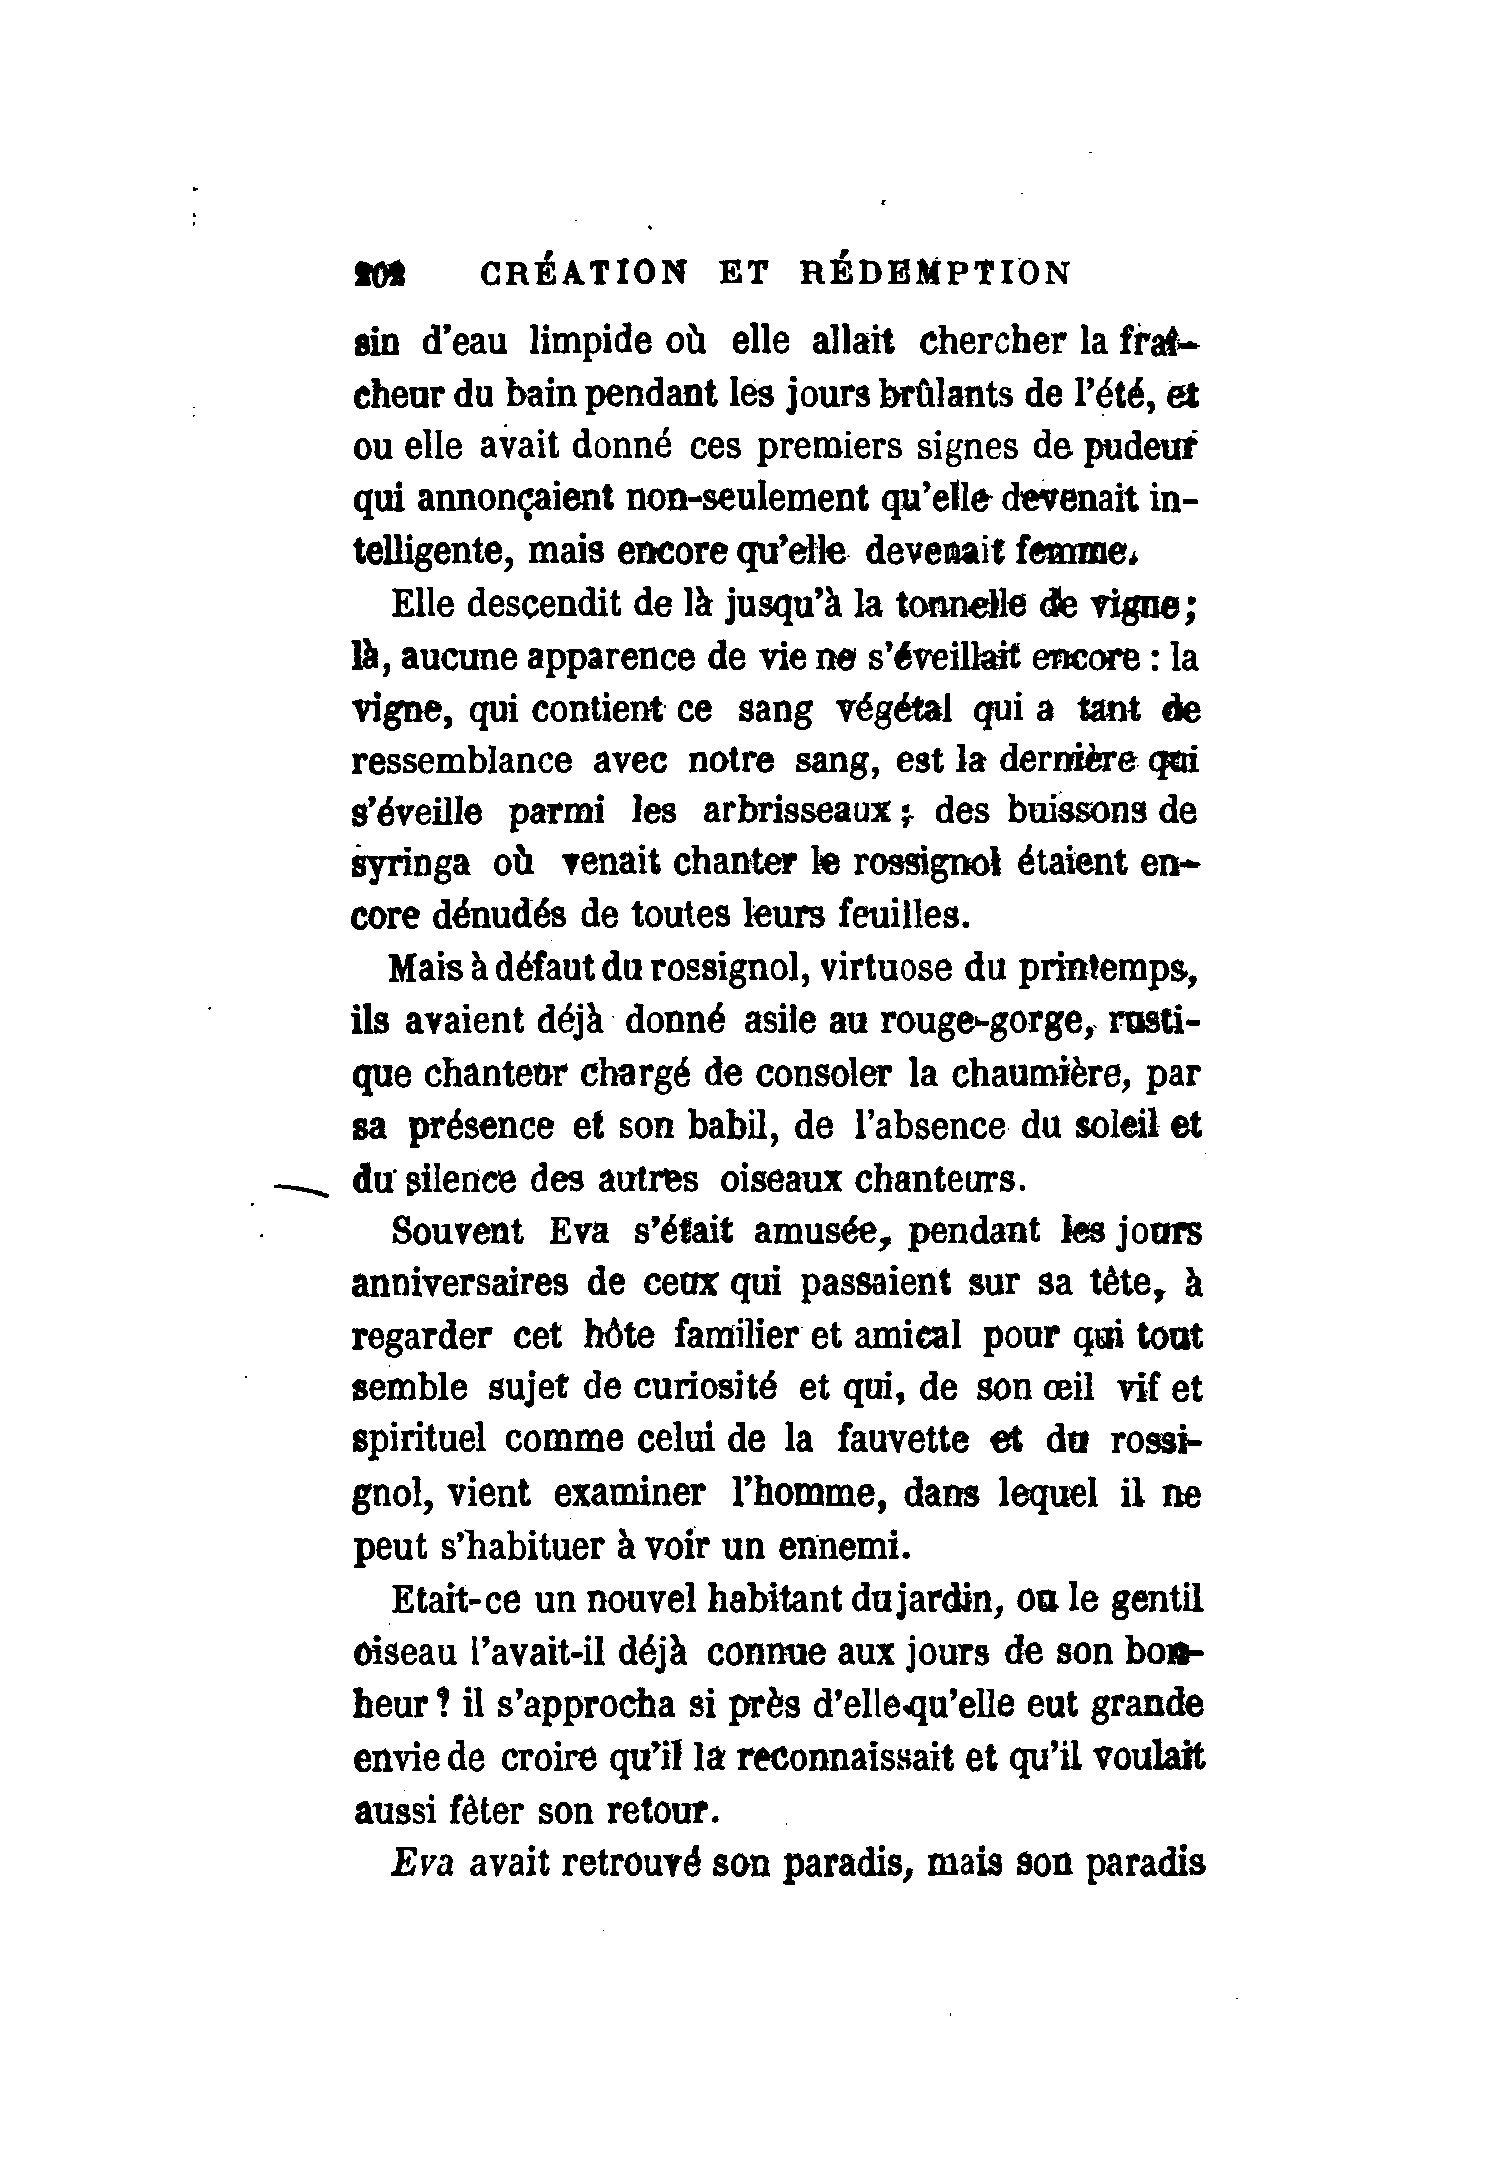 202 CRÉATION ET RÉDEMPTION
sin d'eau limpide où elle allait chercher la fraî-
cheur du bain pendant les jours brûlants de l'été, et
ou elle avait donné ces premiers signes de pudeur
qui annonçaient non-seulement qu'elle devenait in-
telligente, mais encore qu'elle devenait femme.
Elle descendit de là jusqu'à la tonnelle de vigne;
là, aucune apparence de vie ne s'éveillait encore : la
vigne, qui contient ce sang végétal qui a tant de
ressemblance avec notre sang, est la dernière qui
s'éveille parmi les arbrisseaux; des buissons de
syringa où venait chanter le rossignol étaient en-
core dénudés de toutes leurs feuilles.
Mais à défaut du rossignol, virtuose du printemps,
ils avaient déjà donné asile au rouge-gorge, rusti-
que chanteur chargé de consoler la chaumière, par
sa présence et son babil, de l'absence du soleil et
du silence des autres oiseaux chanteurs.
Souvent Eva s'était amusée, pendant les jours
anniversaires de ceux qui passaient sur sa tête, à
regarder cet hôte familier et amical pour qui tout
semble sujet de curiosité et qui, de son œil vif et
spirituel comme celui de la fauvette et du rossi-
gnol, vient examiner l'homme, dans lequel il ne
peut s'habituer à voir un ennemi.
Etait-ce un nouvel habitant du jardin, ou le gentil
oiseau l'avait-il déjà connue aux jours de son bon-
heur? il s'approcha si près d'elle qu'elle eut grande
envie de croire qu'il la reconnaissait et qu'il voulait
aussi fêter son retour.
Eva avait retrouvé son paradis, mais son paradis